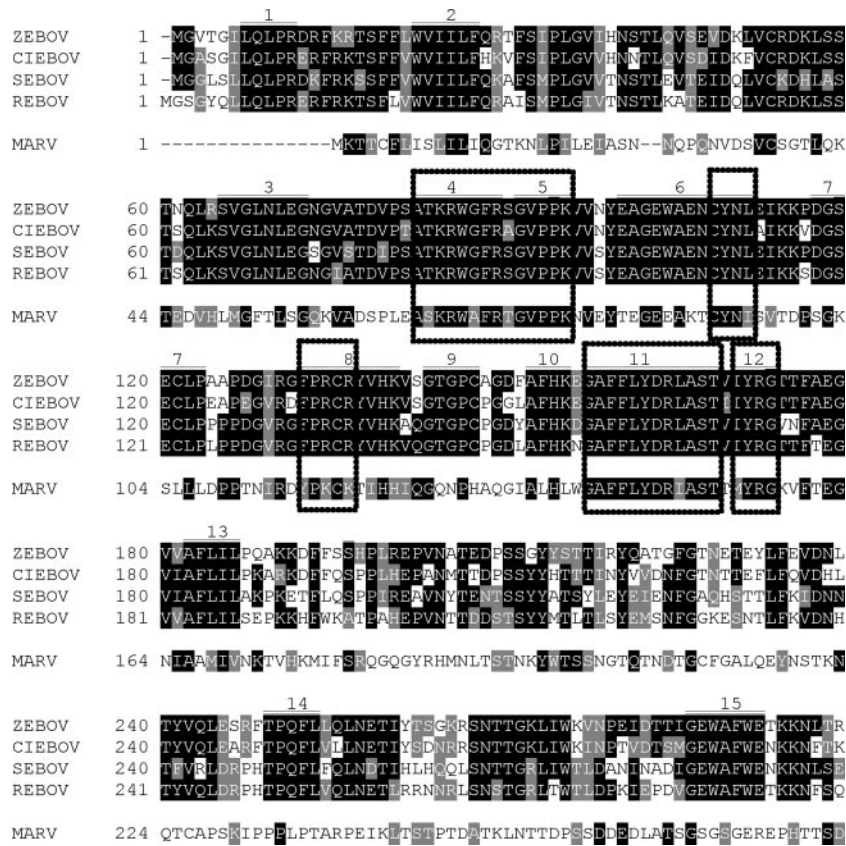 1 2
ZEBOV 1 -MGVTGILQLPRDRFKRTSFFLWVIILFQRTFSIPLGVIHNSTLQVSEVDKLVCRDKLSS
CIEBOV 1 -MGASGILQLPRERFRKTSFFVWVIILFHKVFSIPLGVVHNNTLQVSDIDKFVCRDKLSS
SEBOV 1 -MGGLSLLQLPRDKFRKSSFFVWVIILFQKAFSMPLGVVTNSTLEVTEIDQLVCKDHLAS
REBOV 1 MGSGYQLLQLPRERFRKTSFLVWVIILFQRAISMPLGIVTNSTLKATEIDQLVCRDKLSS
MARV 1 ---------------MKTTCFLISLILIQGTKNLPILEIASN--NQPQNVDSVCSGTLQK
3 4 5 6 7
ZEBOV 60 TNQLRSVGLNLEGNGVATDVPSATKRWGFRSGVPPKVVNYEAGEWAENCYNLEIKKPDGS
CIEBOV 60 TSQLKSVGLNLEGNGVATDVPTATKRWGFRAGVPPKVVNYEAGEWAENCYNLAIKKVDGS
SEBOV 60 TDQLKSVGLNLEGSGVSTDIPSATKRWGFRSGVPPKVVSYEAGEWAENCYNLEIKKPDGS
REBOV 61 TSQLKSVGLNLEGNGIATDVPSATKRWGFRSGVPPKVVSYEAGEWAENCYNLEIKKSDGS
MARV 44 TEDVHLMGFTLSGQKVADSPLEASKRWAFRTGVPPKNVEYTEGEEAKTCYNISVTDPSGK
7 8 9 10 11 12
ZEBOV 120 ECLPAAPDGIRGFPRCRYVHKVSGTGPCAGDFAFHKEGAFFLYDRLASTVIYRGTTFAEG
CIEBOV 120 ECLPEAPEGVRDFPRCRYVHKVSGTGPCPGGLAFHKEGAFFLYDRLASTIIYRGTTFAEG
SEBOV 120 ECLPPPPDGVRGFPRCRYVHKAQGTGPCPGDYAFHKDGAFFLYDRLASTVIYRGVNFAEG
REBOV 121 ECLPLPPDGVRGFPRCRYVHKVQGTGPCPGDLAFHKNGAFFLYDRLASTVIYRGTTFTEG
MARV 104 SLLLDPPTNIRDYPKCKTIHHIQGQNPHAQGIALHLWGAFFLYDRIASTTMYRGKVFTEG
13
ZEBOV 180 VVAFLILPQAKKDFFSSHPLREPVNATEDPSSGYYSTTIRYQATGFGTNETEYLFEVDNL
CIEBOV 180 VIAFLILPKARKDFFQSPPLHEPANMTTDPSSYYHTTTINYVVDNFGTNTTEFLFQVDHL
SEBOV 180 VIAFLILAKPKETFLQSPPIREAVNYTENTSSYYATSYLEYEIENFGAQHSTTLFKIDNN
REBOV 181 VVAFLILSEPKKHFWKATPAHEPVNTTDDSTSYYMTLTLSYEMSNFGGKESNTLFKVDNH
MARV 164 NIAAMIVNKTVHKMIFSRQGQGYRHMNLTSTNKYWTSSNGTQTNDTGCFGALQEYNSTKN
14 15
ZEBOV 240 TYVQLESRFTPQFLLQLNETIYTSGKRSNTTGKLIWKVNPEIDTTIGEWAFWETKKNLTR
CIEBOV 240 TYVQLEARFTPQFLVLLNETIYSDNRRSNTTGKLIWKINPTVDTSMGEWAFWENKKNFTK
SEBOV 240 TFVRLDRPHTPQFLFQLNDTIHLHQQLSNTTGRLIWTLDANINADIGEWAFWENKKNLSE
REBOV 241 TYVQLDRPHTPQFLVQLNETLRRNNRLSNSTGRLTWTLDPKIEPDVGEWAFWETKKNFSQ
MARV 224 QTCAPSKIPPPLPTARPEIKLTSTPTDATKLNTTDPSSDDEDLATSGSGSGEREPHTTSD